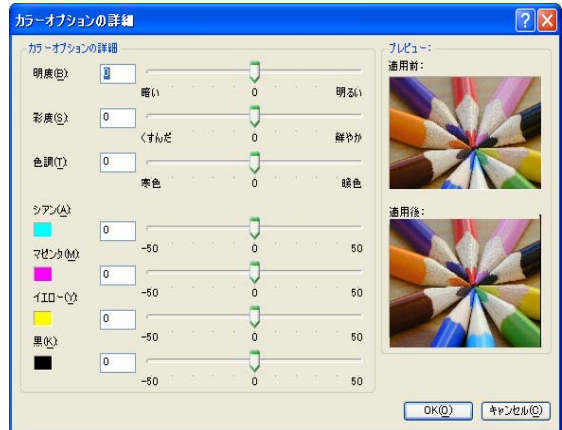 カラーオプションの詳細
カラーオプションの詳細
明度(B):
0
暗い 0 明るい
彩度(S):
0
くすんだ 0 鮮やか
色調(T):
0
寒色 0 暖色
シアン(A):
0
-50 0 50
マゼンタ(M):
0
-50 0 50
イエロー(Y):
0
-50 0 50
黒(K):
0
-50 0 50
プレビュー:
適用前:
適用後:
OK(O) キャンセル(C)